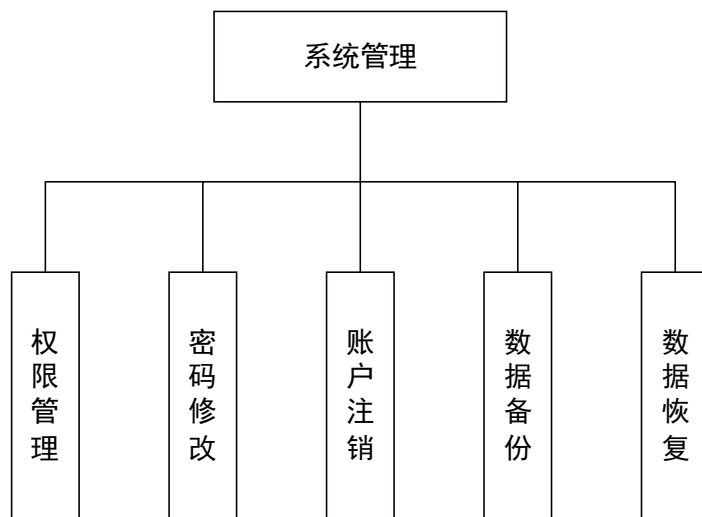 系统管理
权限管理
密码修改
账户注销
数据备份
数据恢复